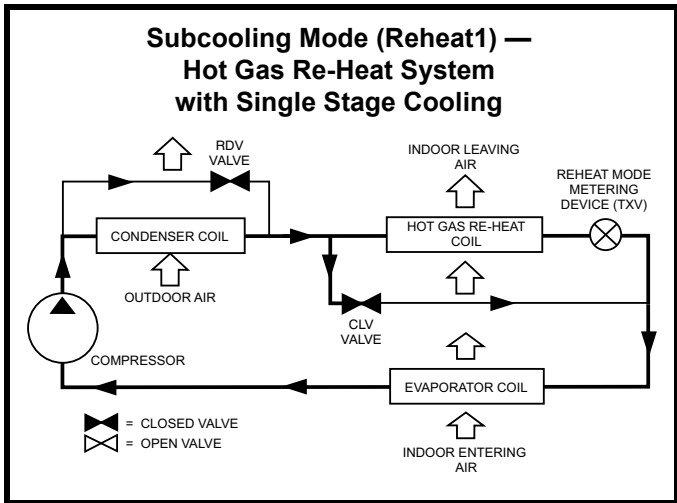 Subcooling Mode (Reheat1) —
Hot Gas Re-Heat System
with Single Stage Cooling
RDV
VALVE
INDOOR LEAVING
AIR
REHEAT MODE
METERING
DEVICE (TXV)
CONDENSER COIL
HOT GAS RE-HEAT
COIL
OUTDOOR AIR
CLV
VALVE
COMPRESSOR
EVAPORATOR COIL
= CLOSED VALVE
= OPEN VALVE
INDOOR ENTERING
AIR